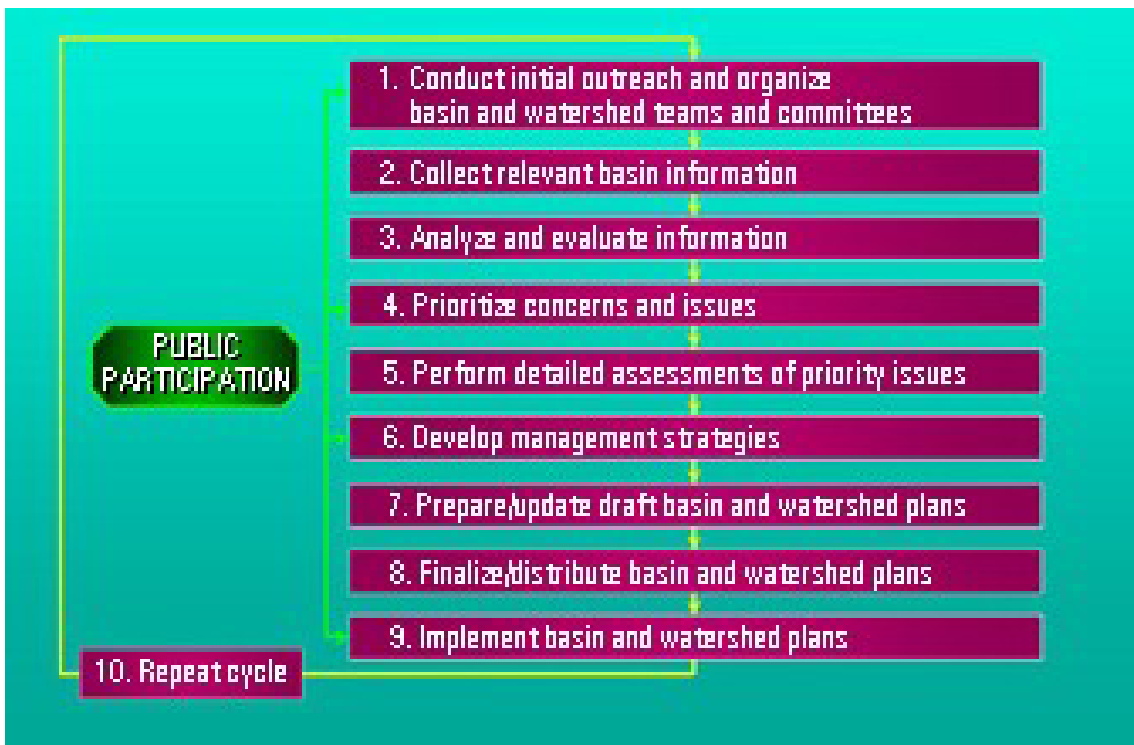 1. Conduct initial outreach and organize
basin and watershed teams and committees
2. Collect relevant basin information
3. Analyze and evaluate information
4. Prioritize concerns and issues
PUBLIC
PARTICIPATION
5. Perform detailed assessments of priority issues
6. Develop management strategies
7. Prepare/update draft basin and watershed plans
8. Finalize/distribute basin and watershed plans
9. Implement basin and watershed plans
10. Repeat cycle